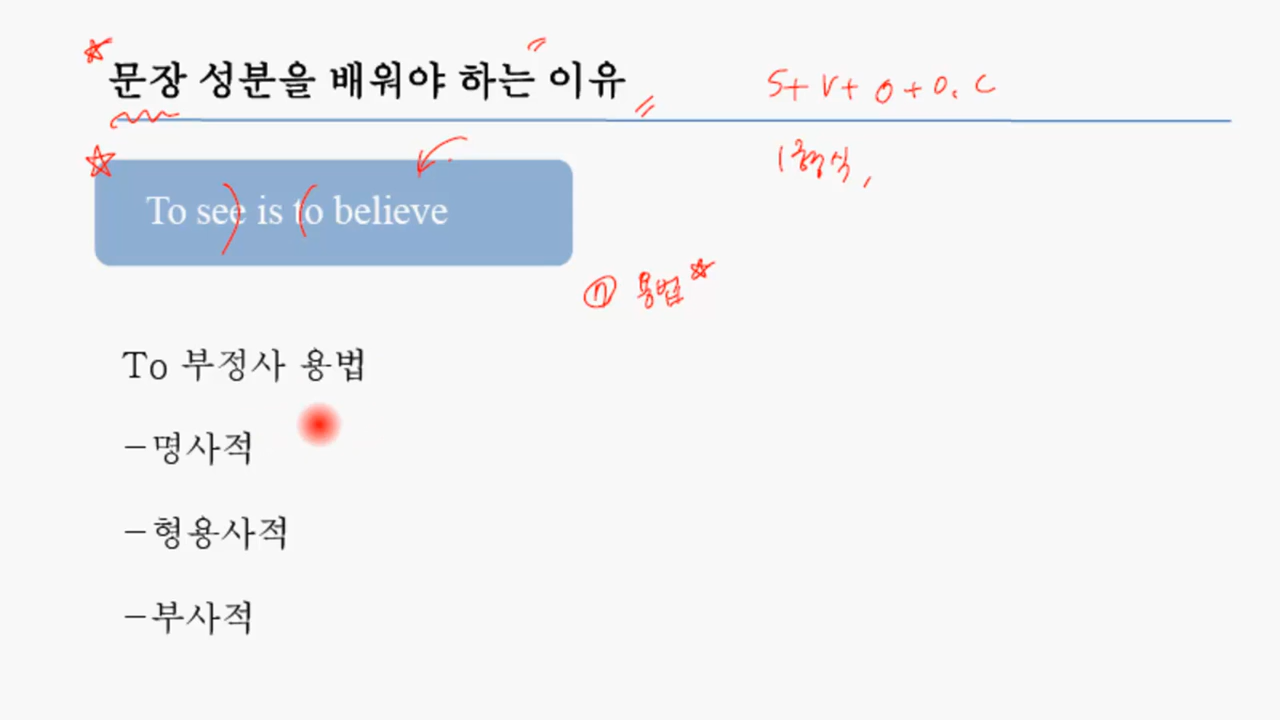 문장 성분을 배워야 하는 이유
S+ V+ O+O.C
1형식,
To see is to believe
① 용법
To 부정사 용법
-명사적
-형용사적
-부사적